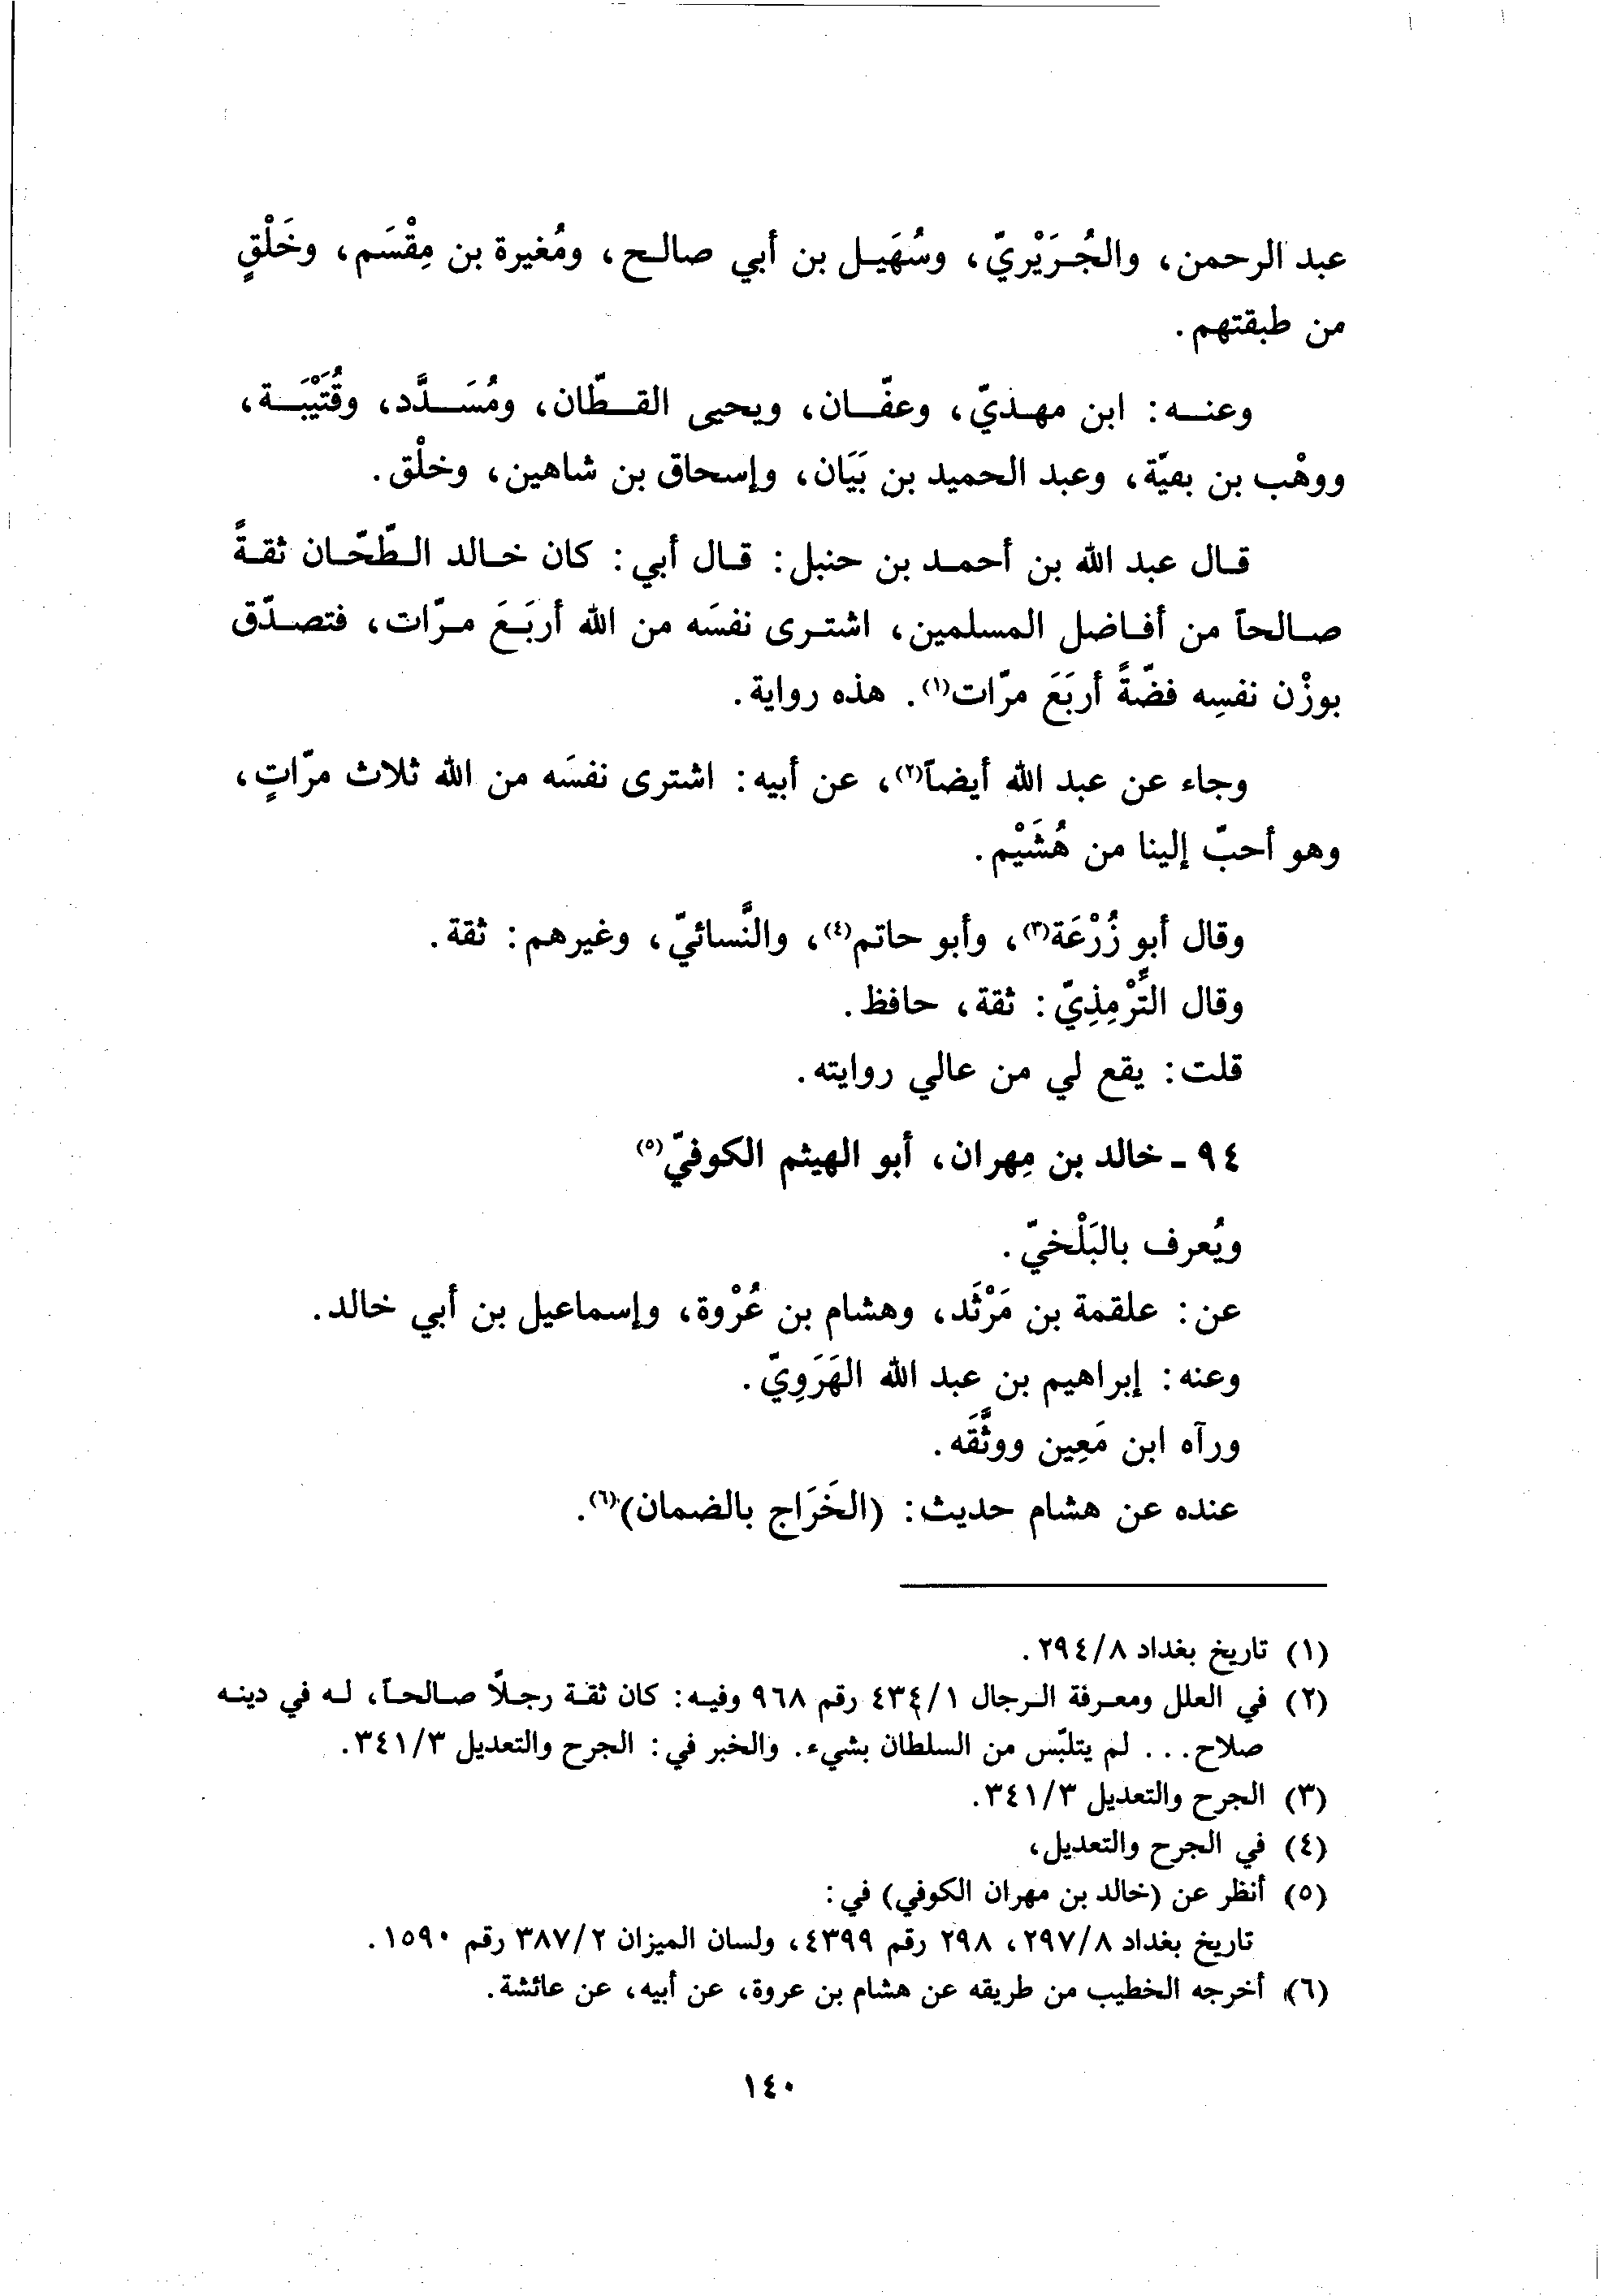 عبد الرحمن، والجُرَيْريّ، وسُهَيل بن أبي صالح، ومُغيرة بن مِقْسَم، وخَلْقٍ
من طبقتهم.
وعنه: ابن مهديّ، وعفّان، ويحيى القطّان، ومُسَدَّد، وقُتَيْبَة،
ووهْب بن بقيّة، وعبد الحميد بن بَيَان، وإسحاق بن شاهين، وخلْق.
قال عبد الله بن أحمد بن حنبل: قال أبي: كان خالد الطّحّان ثقةً
صالحاً من أفاضل المسلمين، اشترى نفسَه من الله أربَعَ مرّات، فتصدّق
بوزْن نفسِه فضّةً أربَعَ مرّات(١). هذه رواية.
وجاء عن عبد الله أيضاً(٢)، عن أبيه: اشترى نفسَه من الله ثلاث مرّاتٍ،
وهو أحبّ إلينا من هُشَيْم.
وقال أبو زُرْعَة(٣)، وأبو حاتم(٤)، والنَّسائيّ، وغيرهم: ثقة.
وقال التِّرْمِذِيّ: ثقة، حافظ.
قلت: يقع لي من عالي روايته.
٩٤ ـ خالد بن مِهران، أبو الهيثم الكوفيّ(٥)
ويُعرف بالبَلْخيّ.
عن: علقمة بن مَرْثَد، وهشام بن عُرْوة، وإسماعيل بن أبي خالد.
وعنه: إبراهيم بن عبد الله الهَرَوِيّ.
ورآه ابن مَعِين ووثَّقَه.
عنده عن هشام حديث: (الخَرَاج بالضمان)(٦).
(١) تاريخ بغداد ٢٩٤/٨.
(٢) في العلل ومعرفة الرجال ٤٣٤/١ رقم ٩٦٨ وفيه: كان ثقة رجلًا صالحاً، له في دينه
صلاح... لم يتلبّس من السلطان بشيء. والخبر في: الجرح والتعديل ٣٤١/٣.
(٣) الجرح والتعديل ٣٤١/٣.
(٤) في الجرح والتعديل،
(٥) أنظر عن (خالد بن مهران الكوفي) في:
تاريخ بغداد ٢٩٧/٨، ٢٩٨ رقم ٤٣٩٩، ولسان الميزان ٣٨٧/٢ رقم ١٥٩٠.
(٦) أخرجه الخطيب من طريقه عن هشام بن عروة، عن أبيه، عن عائشة.
١٤٠